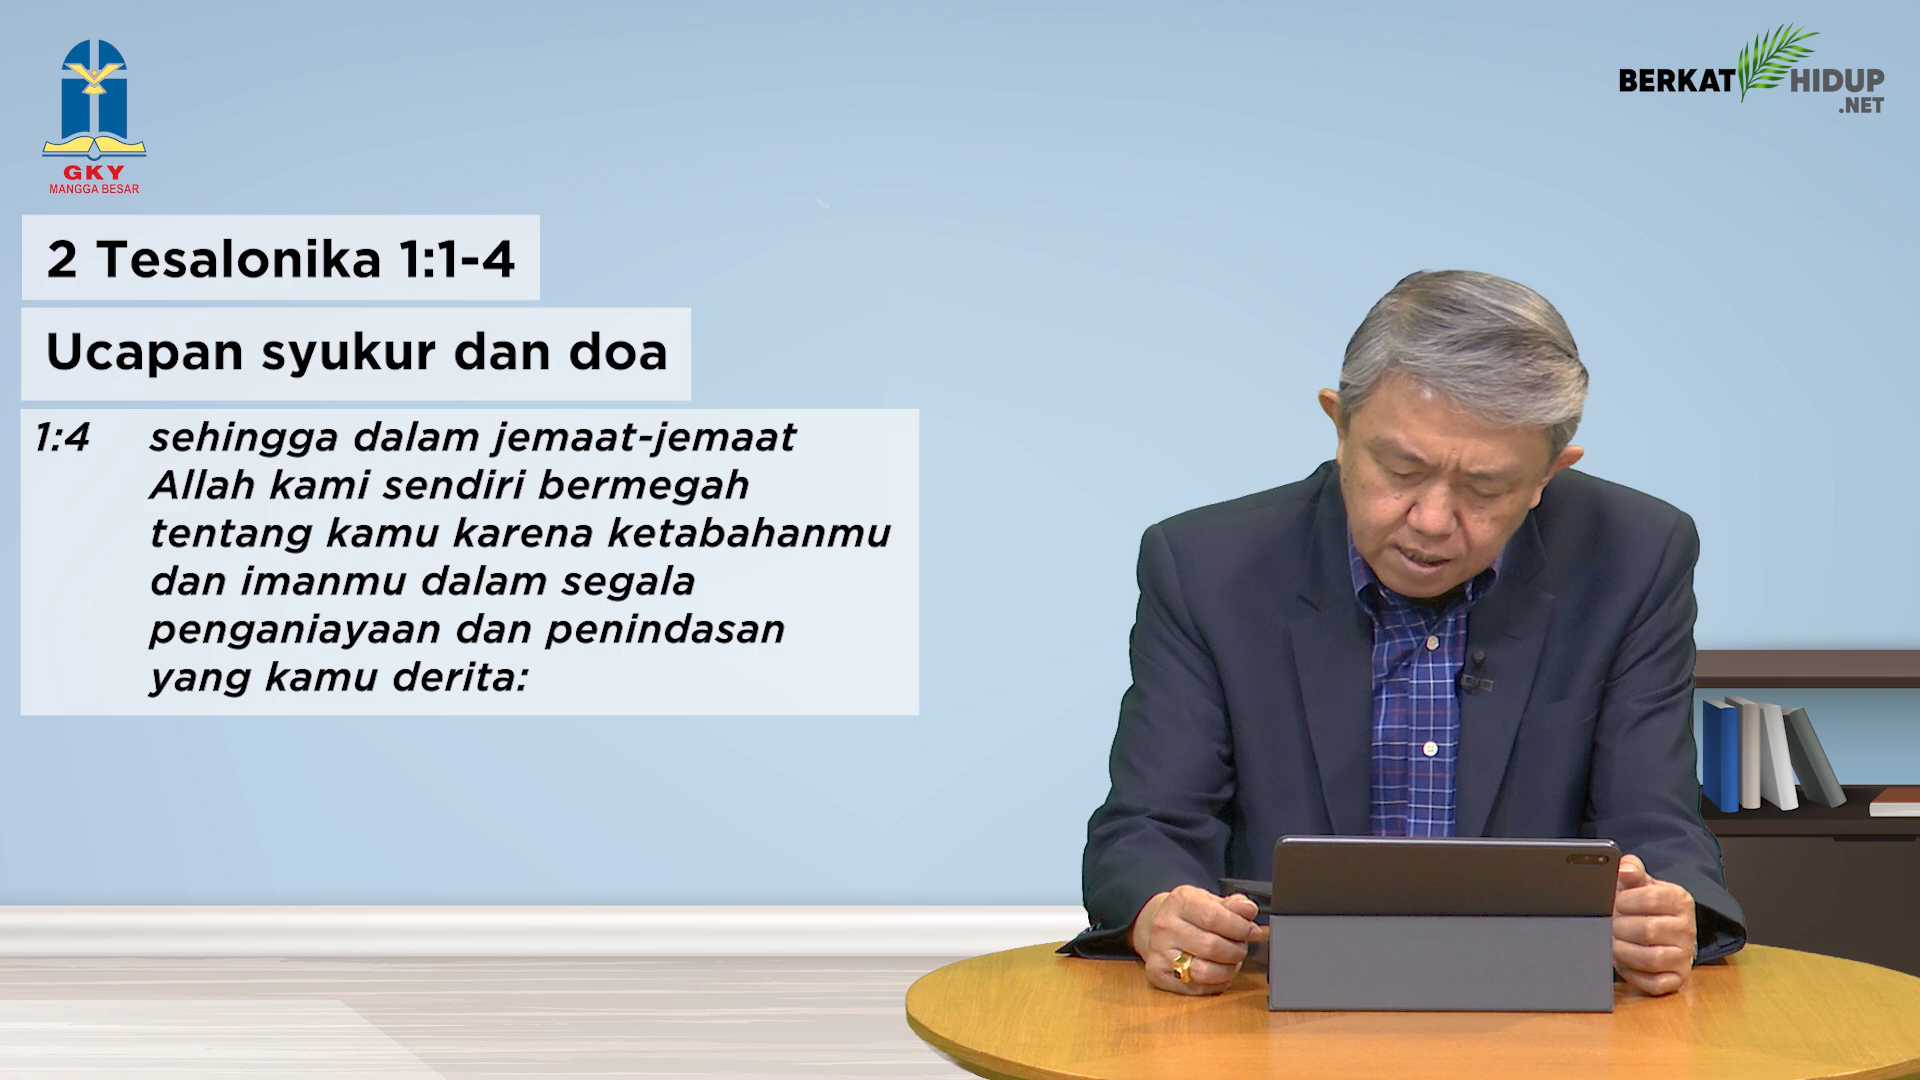 GKY
MANGGA BESAR
BERKAT HIDUP
.NET
2 Tesalonika 1:1-4
Ucapan syukur dan doa
1:4 sehingga dalam jemaat-jemaat
Allah kami sendiri bermegah
tentang kamu karena ketabahanmu
dan imanmu dalam segala
penganiayaan dan penindasan
yang kamu derita: